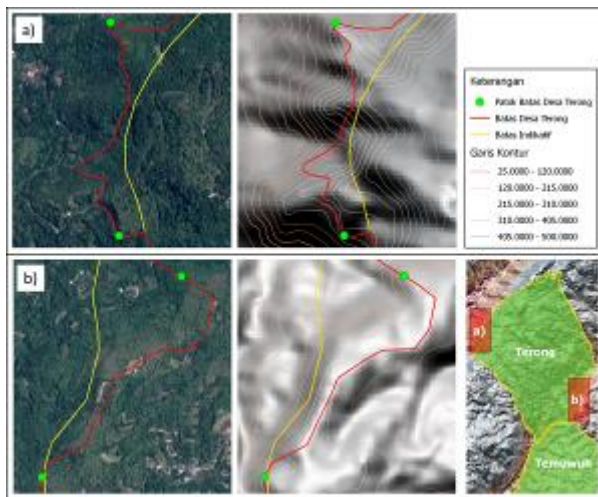 a)
Keterangan
Patok Batas Desa Terong
Batas Desa Terong
Batas Indikatif
Garis Kontur
25.0000 - 120.0000
120.0000 - 215.0000
215.0000 - 310.0000
310.0000 - 405.0000
405.0000 - 500.0000
b)
a)
Terong
b)
Temuwuh